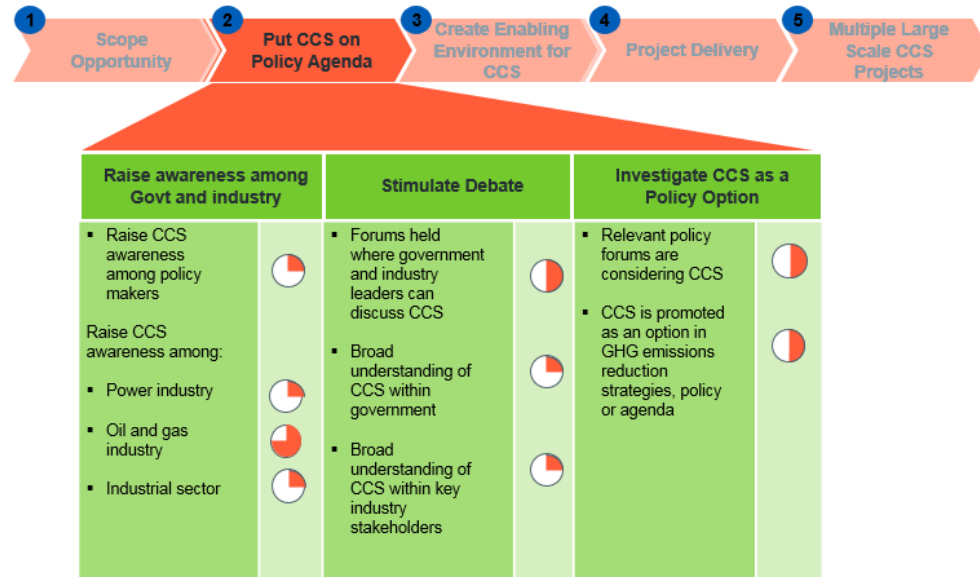 1
Scope
Opportunity
2
Put CCS on
Policy Agenda
3
Create Enabling
Environment for
CCS
4
Project Delivery
5
Multiple Large
Scale CCS
Projects
Raise awareness among
Govt and industry
▪ Raise CCS
awareness
among policy
makers
Raise CCS
awareness among:
▪ Power industry
▪ Oil and gas
industry
▪ Industrial sector
Stimulate Debate
▪ Forums held
where government
and industry
leaders can
discuss CCS
▪ Broad
understanding of
CCS within
government
▪ Broad
understanding of
CCS within key
industry
stakeholders
Investigate CCS as a
Policy Option
▪ Relevant policy
forums are
considering CCS
▪ CCS is promoted
as an option in
GHG emissions
reduction
strategies, policy
or agenda